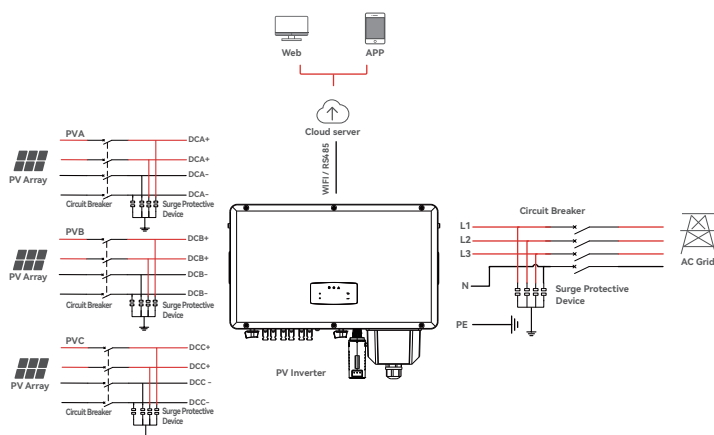 Web
APP
Cloud server
WIFI / RS485
PVA
DCA+
DCA+
DCA-
DCA-
PV Array
Circuit Breaker
Surge Protective
Device
PVB
DCB+
DCB+
DCB-
DCB-
PV Array
Circuit Breaker
Surge Protective
Device
PVC
DCC+
DCC+
DCC -
DCC-
PV Array
Circuit Breaker
Surge Protective
Device
PV Inverter
Circuit Breaker
L1
L2
L3
N
PE
Surge Protective
Device
AC Grid